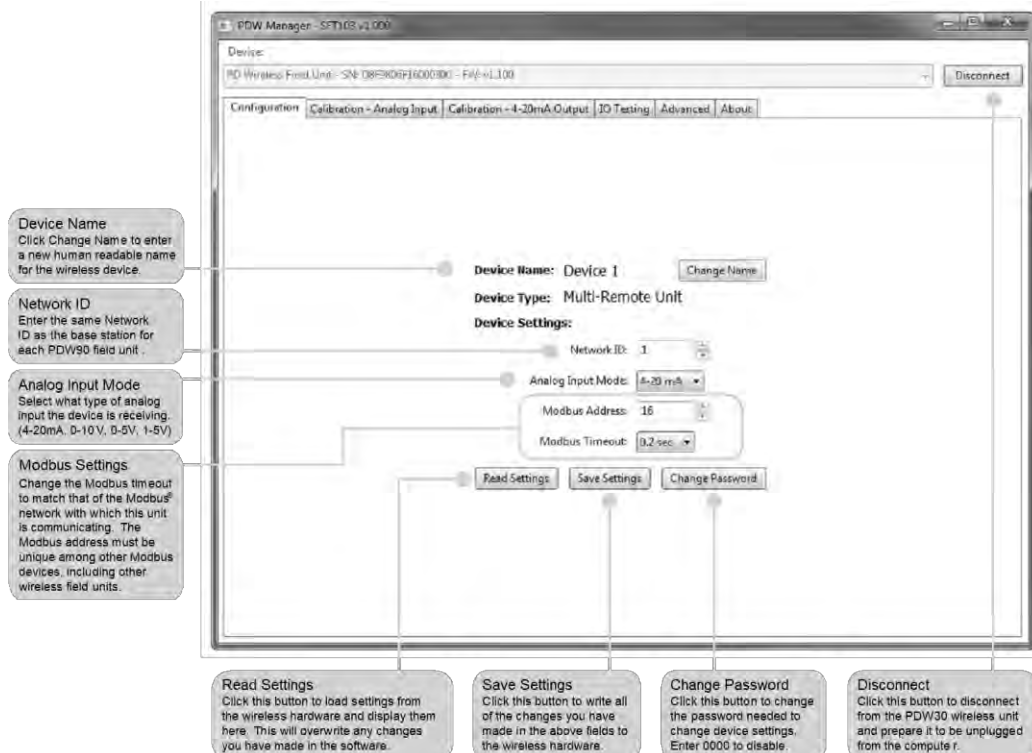 PDW Manager - SFT103 v1.000
Device:
PD Wireless Field Unit - SN:
- F/W: v1.100
Disconnect
Configuration
Calibration - Analog Input
Calibration - 4-20mA Output
IO Testing
Advanced
About
Device Name
Click Change Name to enter
a new human readable name
for the wireless device.
Network ID
Enter the same Network
ID as the base station for
each PDW90 field unit .
Analog Input Mode
Select what type of analog
input the device is receiving.
(4-20mA, 0-10V, 0-5V, 1-5V)
Modbus Settings
Change the Modbus timeout
to match that of the Modbus®
network with which this unit
is communicating. The
Modbus address must be
unique among other Modbus
devices, including other
wireless field units.
Device Name: Device 1
Change Name
Device Type: Multi-Remote Unit
Device Settings:
Network ID: 1
Analog Input Mode: 4-20 mA
Modbus Address: 16
Modbus Timeout: 0.2 sec
Read Settings
Save Settings
Change Password
Read Settings
Click this button to load settings from
the wireless hardware and display them
here. This will overwrite any changes
you have made in the software.
Save Settings
Click this button to write all
of the changes you have
made in the above fields to
the wireless hardware.
Change Password
Click this button to change
the password needed to
change device settings.
Enter 0000 to disable.
Disconnect
Click this button to disconnect
from the PDW30 wireless unit
and prepare it to be unplugged
from the computer.